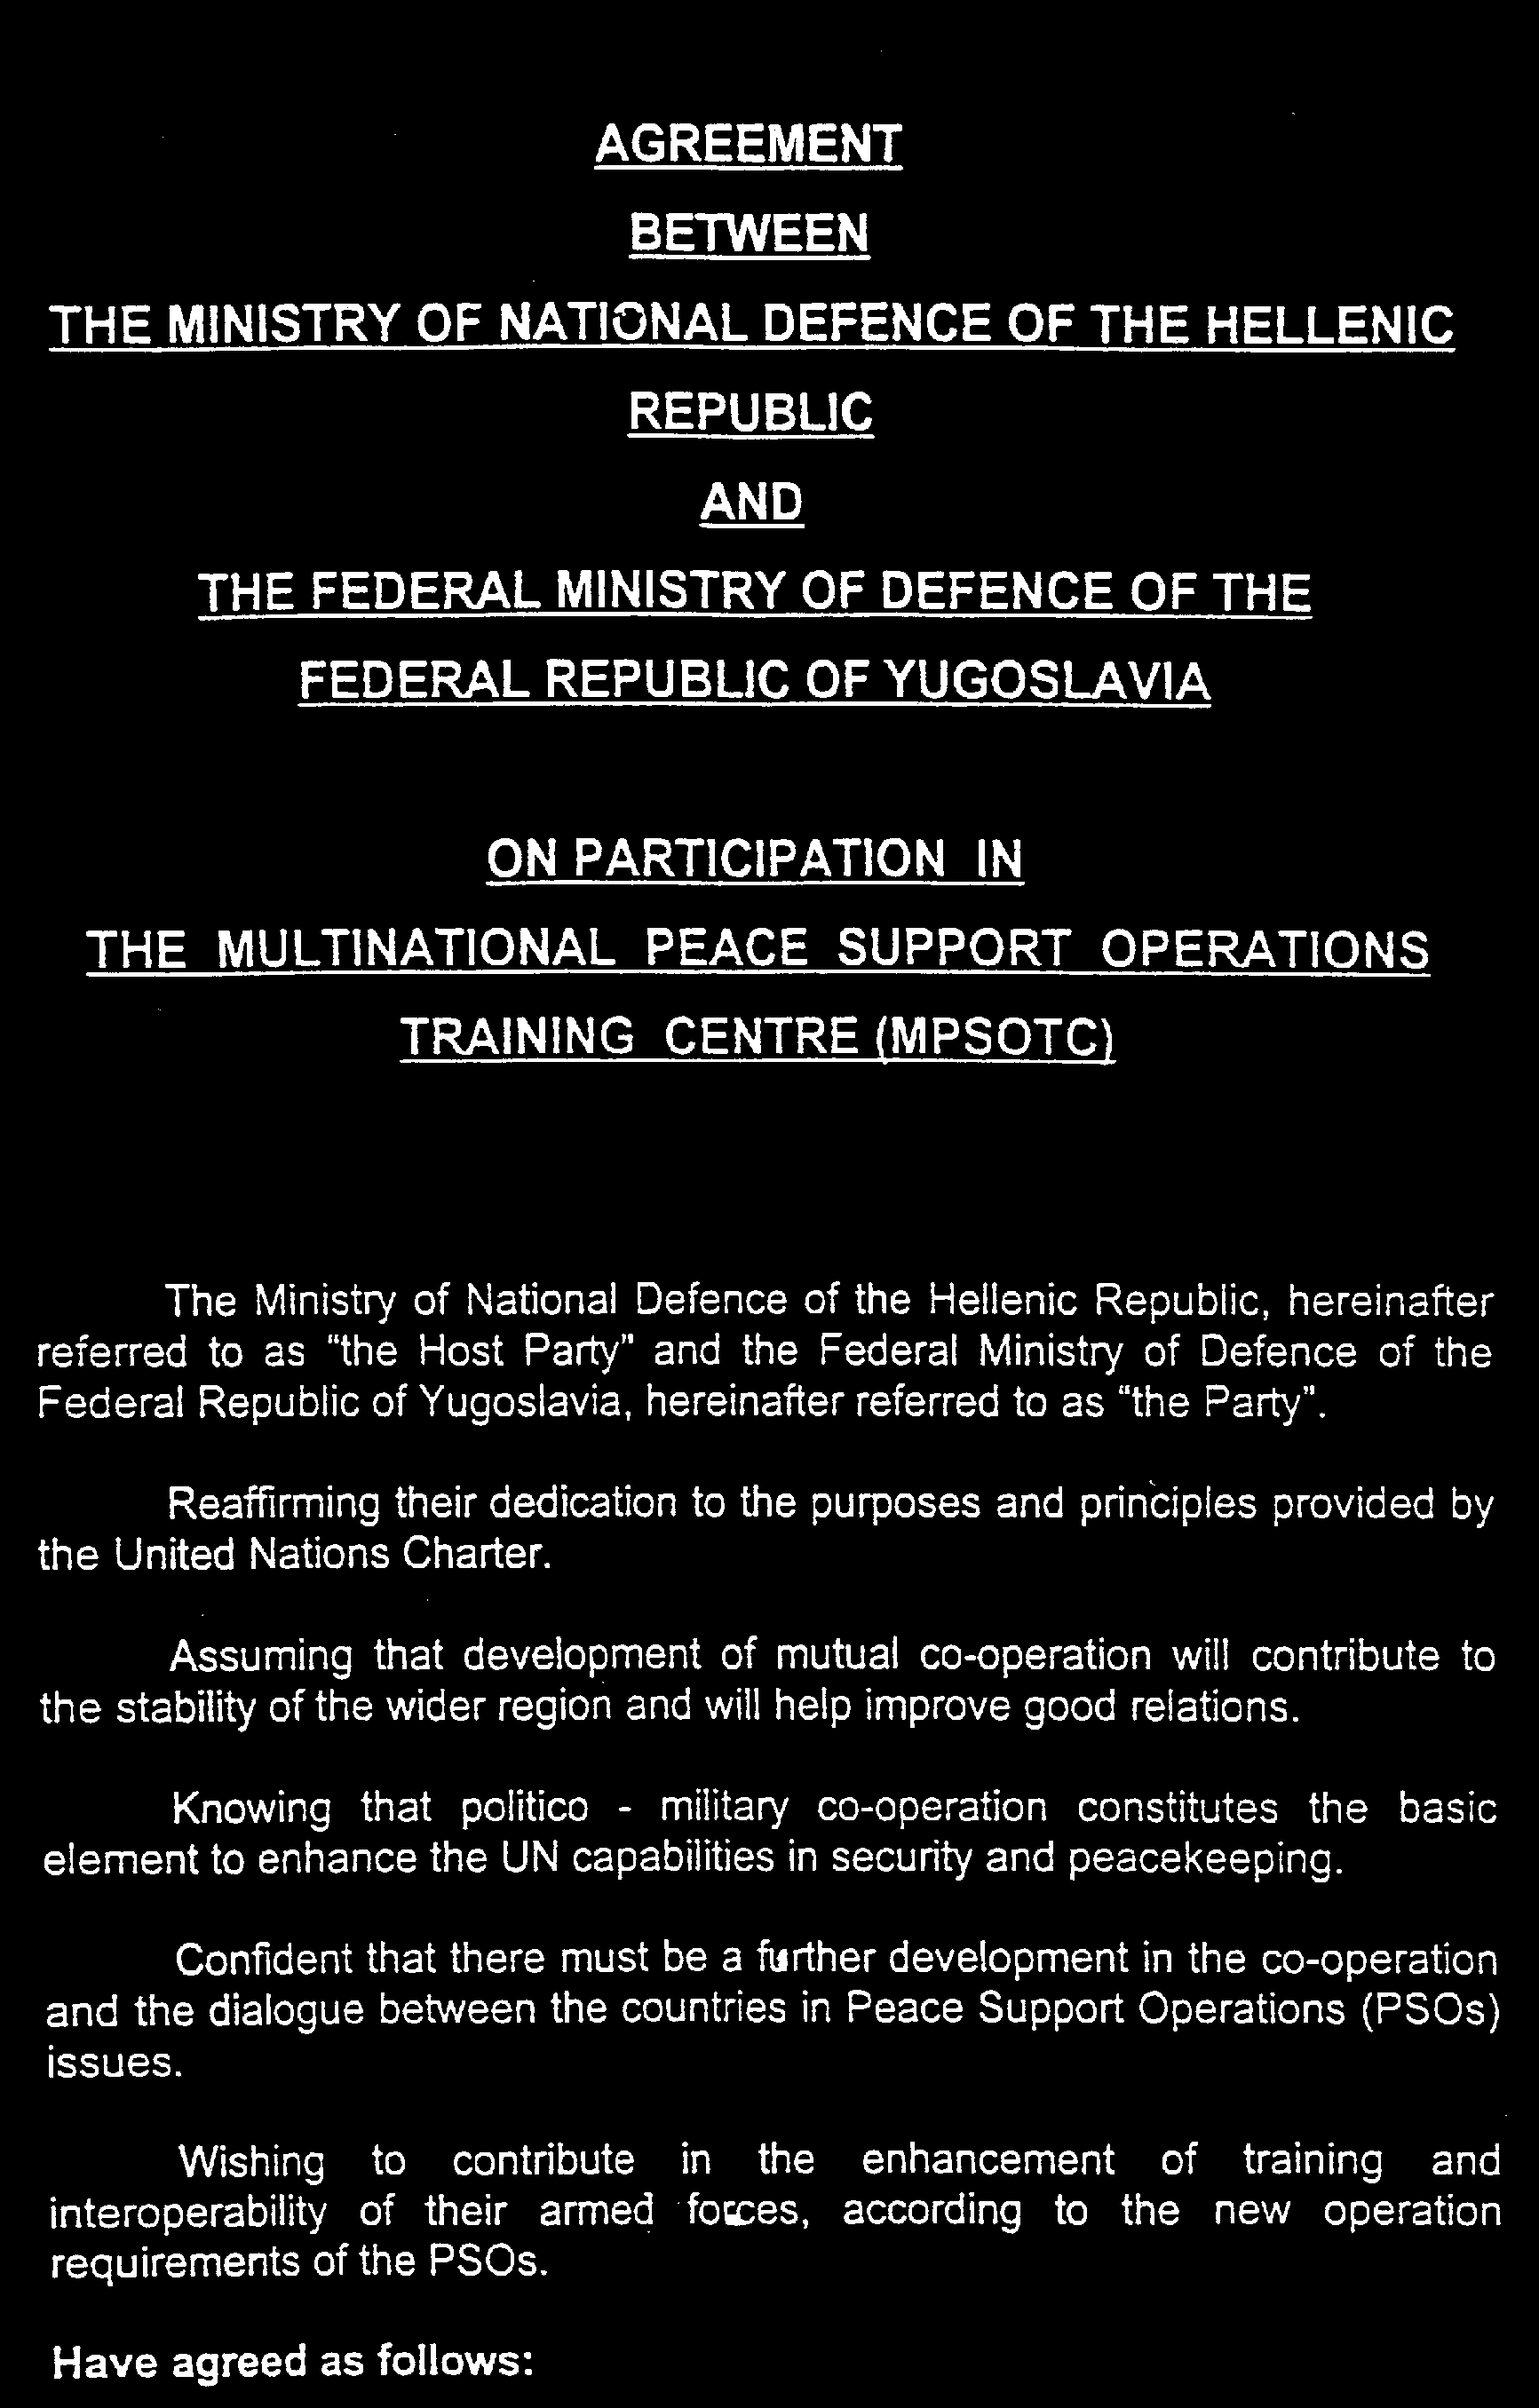 AGREEMENT
BETWEEN
THE MINISTRY OF NATIONAL DEFENCE OF THE HELLENIC
REPUBLIC
AND
THE FEDERAL MINISTRY OF DEFENCE OF THE
FEDERAL REPUBLIC OF YUGOSLAVIA
ON PARTICIPATION IN
THE MULTINATIONAL PEACE SUPPORT OPERATIONS
TRAINING CENTRE (MPSOTC)
The Ministry of National Defence of the Hellenic Republic, hereinafter
referred to as “the Host Party” and the Federal Ministry of Defence of the
Federal Republic of Yugoslavia, hereinafter referred to as “the Party”.
Reaffirming their dedication to the purposes and principles provided by
the United Nations Charter.
Assuming that development of mutual co-operation will contribute to
the stability of the wider region and will help improve good relations.
Knowing that politico - military co-operation constitutes the basic
element to enhance the UN capabilities in security and peacekeeping.
Confident that there must be a further development in the co-operation
and the dialogue between the countries in Peace Support Operations (PSOs)
issues.
Wishing to contribute in the enhancement of training and
interoperability of their armed forces, according to the new operation
requirements of the PSOs.
Have agreed as follows: